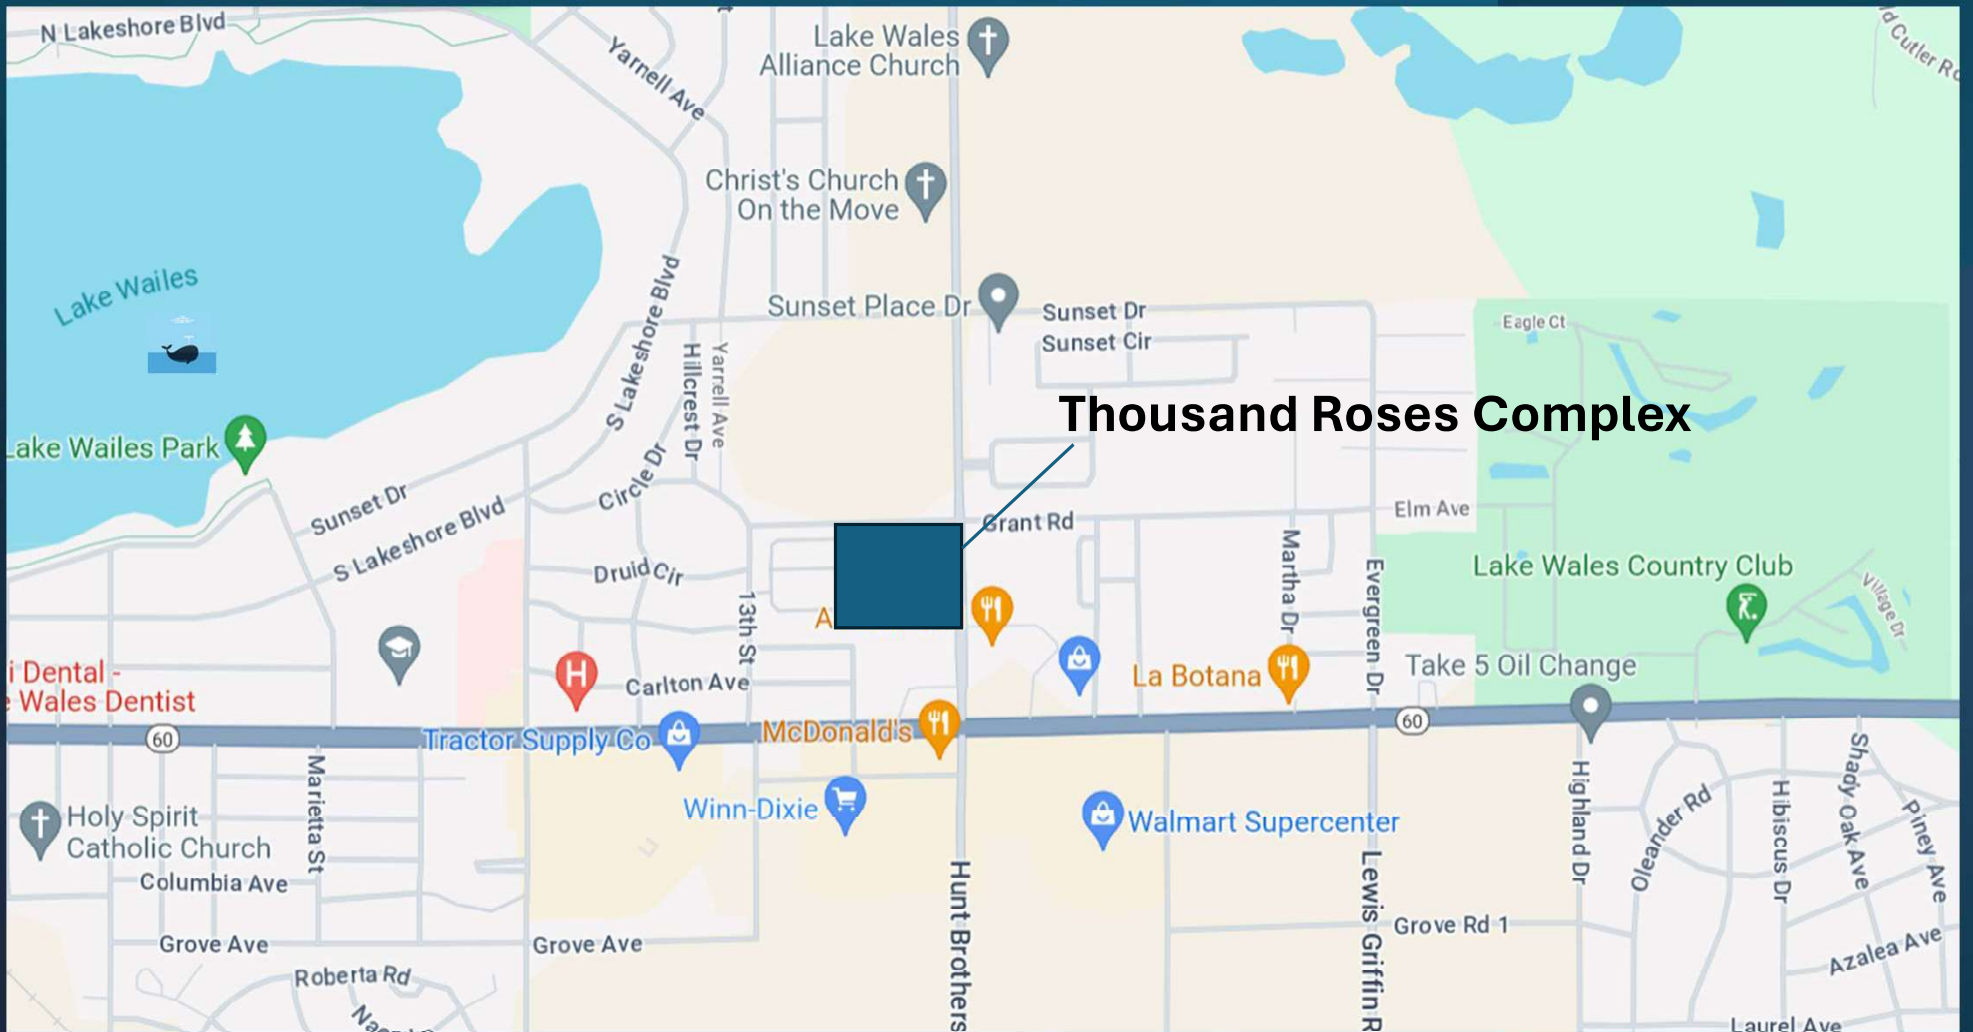 N Lakeshore Blvd
Yarnell Ave
Lake Wales
Alliance Church
Christ's Church
On the Move
Lake Wailes
S Lakeshore Blvd
Sunset Place Dr
Sunset Dr
Sunset Cir
Eagle Ct
Hillcrest Dr
Yarnell Ave
Thousand Roses Complex
Lake Wailes Park
Circle Dr
Sunset Dr
S Lakeshore Blvd
Grant Rd
Elm Ave
Druid Cir
13th St
Martha Dr
Evergreen Dr
Lake Wales Country Club
Village Dr
A
i Dental -
Wales Dentist
H
Carlton Ave
La Botana
Take 5 Oil Change
60
60
Tractor Supply Co
McDonald's
Winn-Dixie
Walmart Supercenter
Marietta St
Holy Spirit
Catholic Church
Columbia Ave
Grove Ave
Grove Ave
Roberta Rd
Hunt Brothers
Lewis Griffin R
Grove Rd 1
Highland Dr
Oleander Rd
Hibiscus Dr
Shady Oak Ave
Piney Ave
Azalea Ave
Laurel Ave